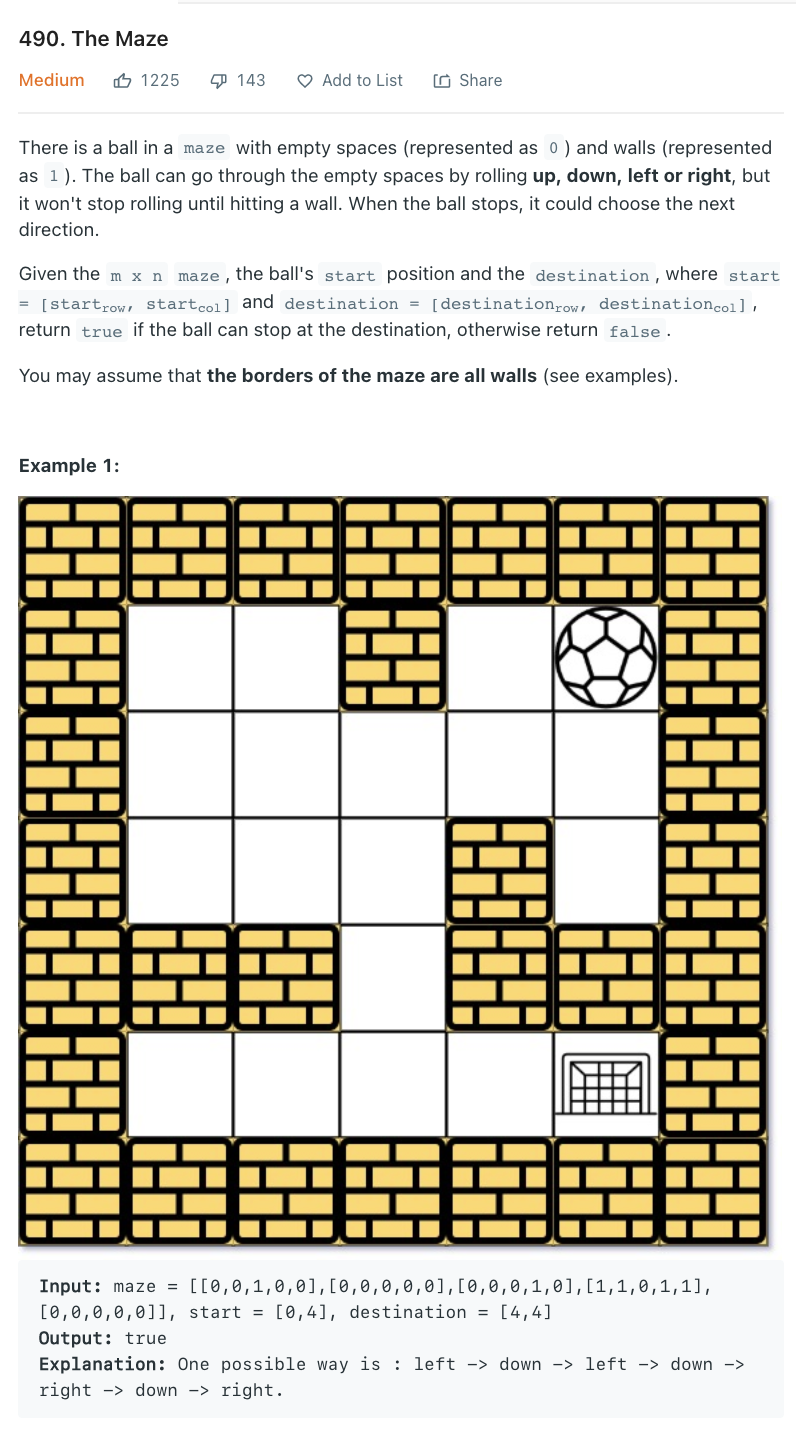 490. The Maze
Medium 1225 143 Add to List Share
There is a ball in a maze with empty spaces (represented as 0 ) and walls (represented
as 1 ). The ball can go through the empty spaces by rolling up, down, left or right, but
it won't stop rolling until hitting a wall. When the ball stops, it could choose the next
direction.
Given the m x n maze , the ball's start position and the destination , where start
= [startrow, startcol] and destination = [destinationrow, destinationcol] ,
return true if the ball can stop at the destination, otherwise return false .
You may assume that the borders of the maze are all walls (see examples).
Example 1:
Input: maze = [[0,0,1,0,0],[0,0,0,0,0],[0,0,0,1,0],[1,1,0,1,1],
[0,0,0,0,0]], start = [0,4], destination = [4,4]
Output: true
Explanation: One possible way is : left -> down -> left -> down ->
right -> down -> right.